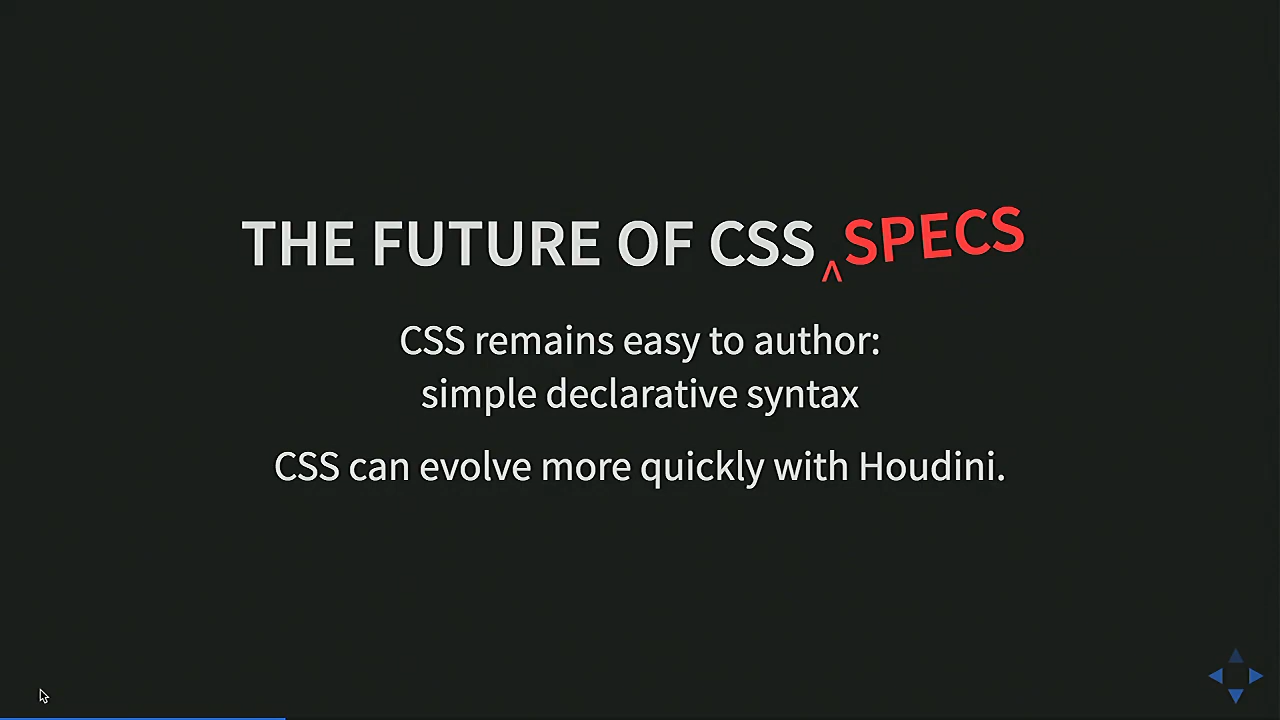 THE FUTURE OF CSS ^ SPECS
CSS remains easy to author:
simple declarative syntax
CSS can evolve more quickly with Houdini.